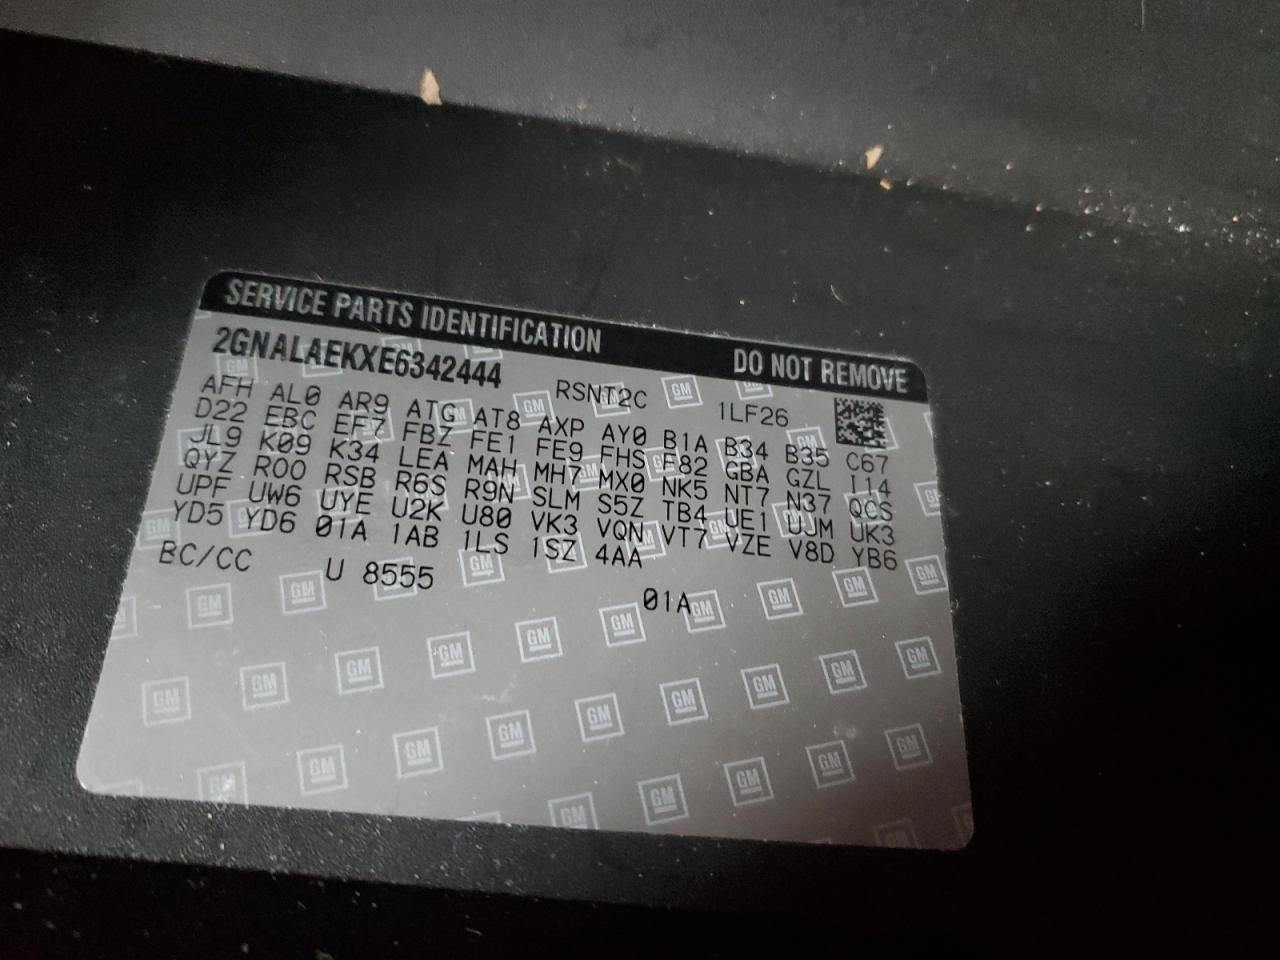 SERVICE PARTS IDENTIFICATION DO NOT REMOVE
2GNALAEKXE6342444 RSNT2C 1LF26
AFH AL0 AR9 ATG AT8 AXP AY0 B1A B34 B35 C67
D22 EBC EF7 FBZ FE1 FE9 FHS F82 GBA GZL I14
JL9 K09 K34 LEA MAH MH7 MX0 NK5 NT7 N37 QCS
QYZ R00 RSB R6S R9N SLM S5Z TB4 UE1 UJM UK3
UPF UW6 UYE U2K U80 VK3 VQN VT7 VZE V8D YB6
YD5 YD6 01A 1AB 1LS 1SZ 4AA
BC/CC U 8555 01A